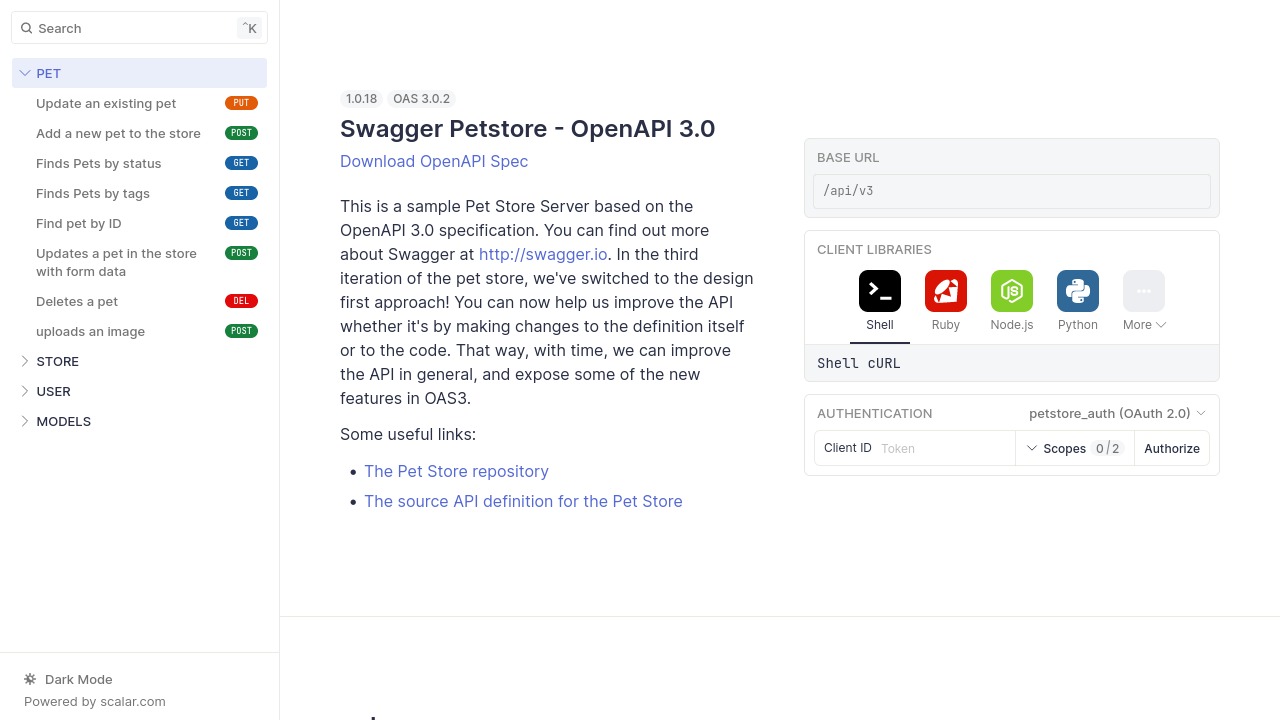 Search
⌃K
PET
Update an existing pet PUT
Add a new pet to the store POST
Finds Pets by status GET
Finds Pets by tags GET
Find pet by ID GET
Updates a pet in the store POST
with form data
Deletes a pet DEL
uploads an image POST
STORE
USER
MODELS
Dark Mode
Powered by scalar.com
1.0.18 OAS 3.0.2
Swagger Petstore - OpenAPI 3.0
Download OpenAPI Spec
This is a sample Pet Store Server based on the
OpenAPI 3.0 specification. You can find out more
about Swagger at http://swagger.io. In the third
iteration of the pet store, we've switched to the design
first approach! You can now help us improve the API
whether it's by making changes to the definition itself
or to the code. That way, with time, we can improve
the API in general, and expose some of the new
features in OAS3.
Some useful links:
• The Pet Store repository
• The source API definition for the Pet Store
BASE URL
/api/v3
CLIENT LIBRARIES
Shell Ruby Node.js Python More
Shell cURL
AUTHENTICATION petstore_auth (OAuth 2.0)
Client ID Token Scopes 0/2 Authorize